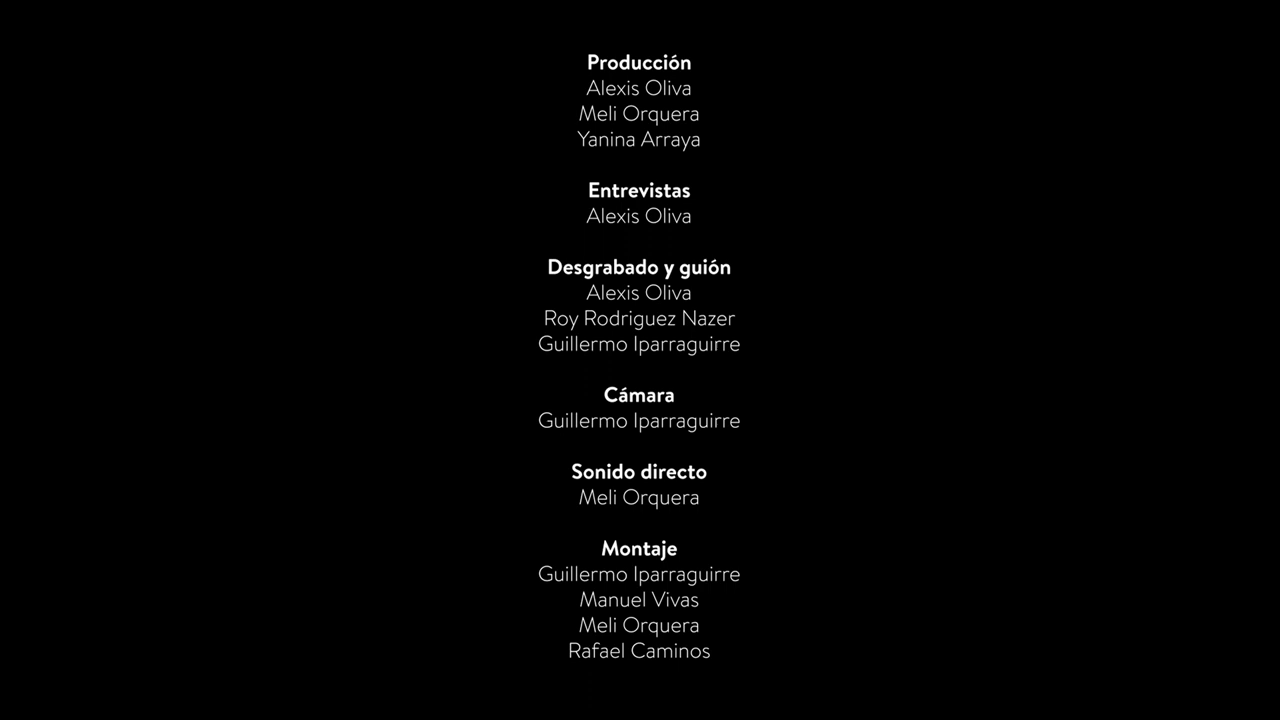 Producción
Alexis Oliva
Meli Orquera
Yanina Arraya
Entrevistas
Alexis Oliva
Desgrabado y guión
Alexis Oliva
Roy Rodriguez Nazer
Guillermo Iparraguirre
Cámara
Guillermo Iparraguirre
Sonido directo
Meli Orquera
Montaje
Guillermo Iparraguirre
Manuel Vivas
Meli Orquera
Rafael Caminos